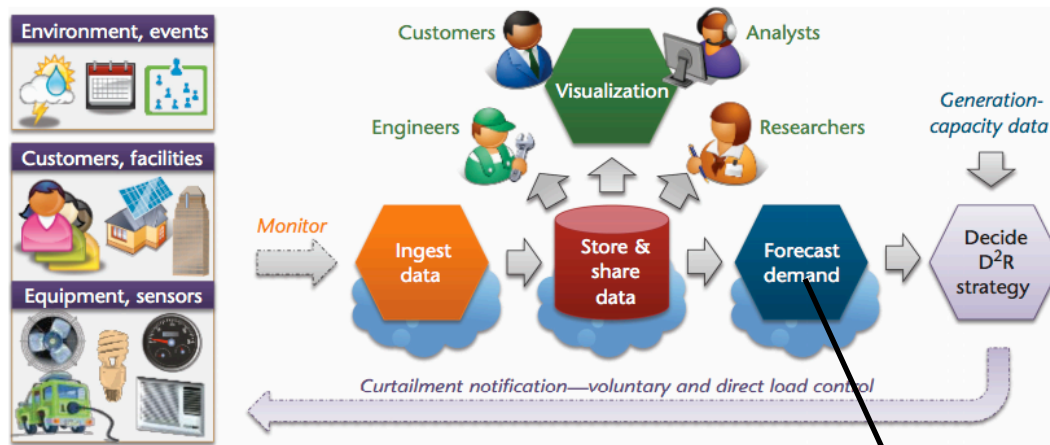 Environment, events
Customers, facilities
Equipment, sensors
Monitor
Ingest
data
Customers
Analysts
Visualization
Engineers
Researchers
Store &
share
data
Forecast
demand
Generation-
capacity data
Decide
D²R
strategy
Curtailment notification—voluntary and direct load control